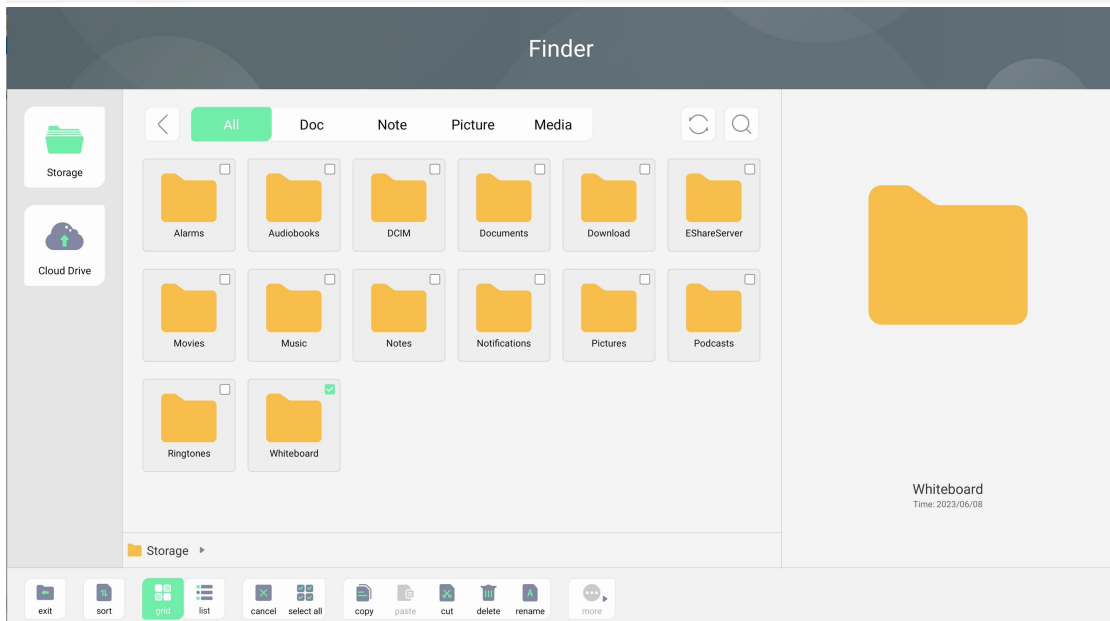 Finder
Storage
Cloud Drive
All Doc Note Picture Media
Alarms Audiobooks DCIM Documents Download EShareServer
Movies Music Notes Notifications Pictures Podcasts
Ringtones Whiteboard
Whiteboard
Time: 2023/06/08
Storage
exit sort grid list cancel select all copy paste cut delete rename more